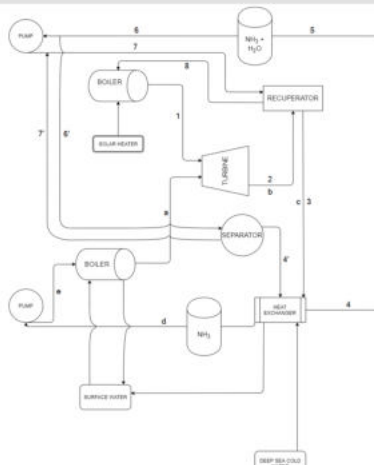 6
5
PUMP
NH3 +
H2O
7
8
BOILER
RECUPERATOR
1
SOLAR HEATER
7'
6'
TURBINE
2
b
c
3
a
SEPARATOR
BOILER
4'
e
PUMP
HEAT
EXCHANGER
4
d
NH3
SURFACE WATER
DEEP SEA COLD